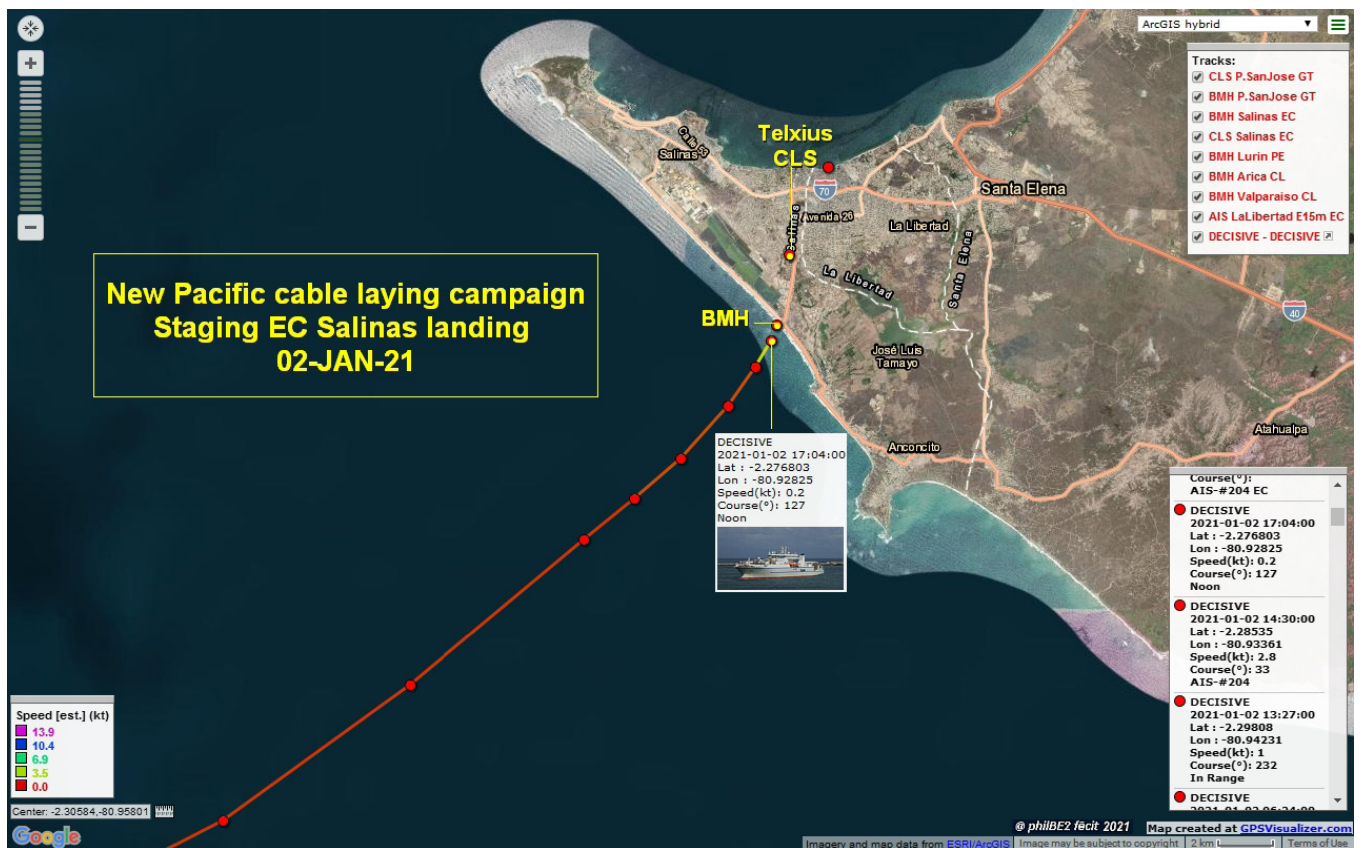 ArcGIS hybrid
Tracks:
CLS P.SanJose GT
BMH P.SanJose GT
BMH Salinas EC
CLS Salinas EC
BMH Lurin PE
BMH Arica CL
BMH Valparaiso CL
AIS LaLibertad E15m EC
DECISIVE - DECISIVE
Telxius
CLS
Calle 53
Salinas
70
Santa Elena
Avenida 26
La Libertad
Salinas
Santa Elena
La Libertad
New Pacific cable laying campaign
Staging EC Salinas landing
02-JAN-21
BMH
40
José Luis
Tamayo
Atahualpa
Anconcito
DECISIVE
2021-01-02 17:04:00
Lat : -2.276803
Lon : -80.92825
Speed(kt): 0.2
Course(°): 127
Noon
Course(°):
AIS-#204 EC
DECISIVE
2021-01-02 17:04:00
Lat : -2.276803
Lon : -80.92825
Speed(kt): 0.2
Course(°): 127
Noon
DECISIVE
2021-01-02 14:30:00
Lat : -2.28535
Lon : -80.93361
Speed(kt): 2.8
Course(°): 33
AIS-#204
DECISIVE
2021-01-02 13:27:00
Lat : -2.29808
Lon : -80.94231
Speed(kt): 1
Course(°): 232
In Range
DECISIVE
Speed [est.] (kt)
13.9
10.4
6.9
3.5
0.0
Center: -2.30584,-80.95801
Google
@ philBE2 fēcit 2021
Map created at GPSVisualizer.com
Imagery and map data from ESRI/ArcGIS
Image may be subject to copyright
2 km
Terms of Use